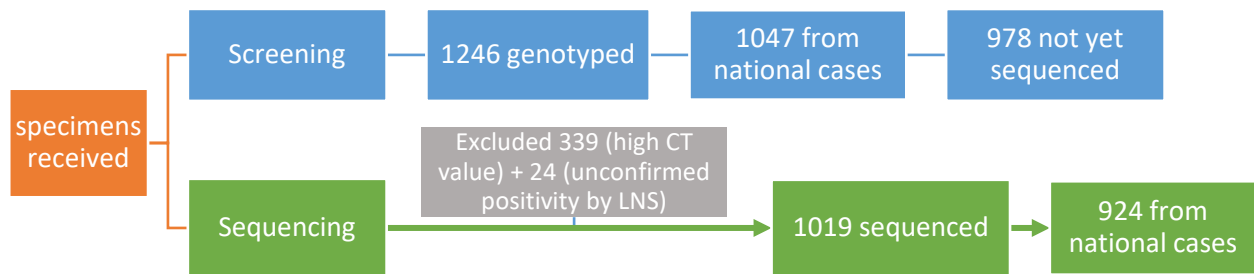 Screening
1246 genotyped
1047 from
national cases
978 not yet
sequenced
specimens
received
Excluded 339 (high CT
value) + 24 (unconfirmed
positivity by LNS)
Sequencing
1019 sequenced
924 from
national cases